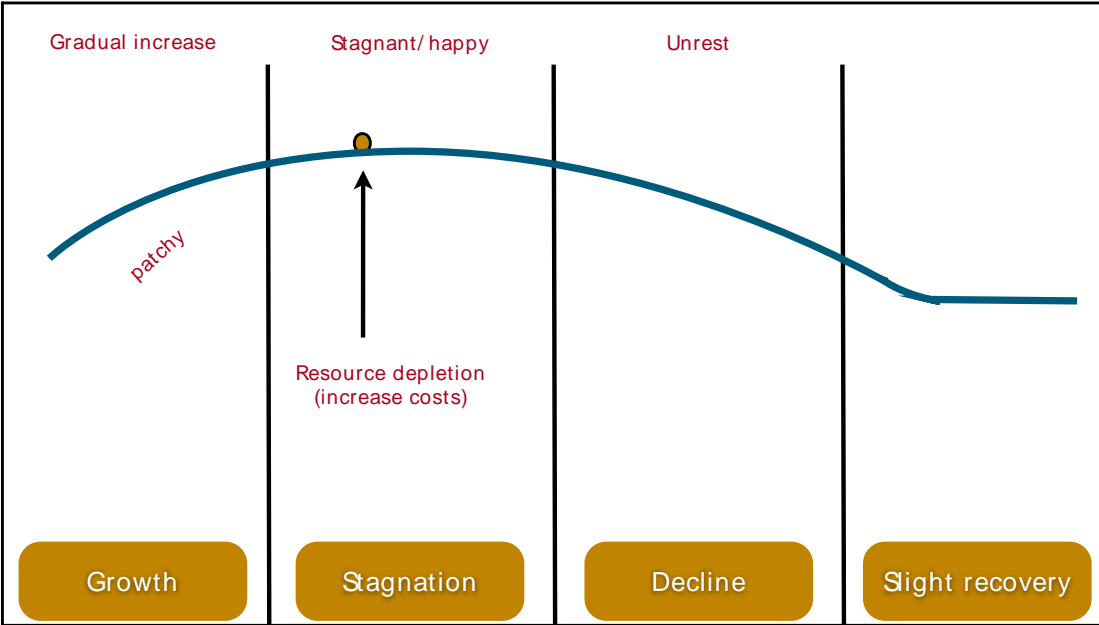 Gradual increase
Stagnant/ happy
Unrest
patchy
Resource depletion
(increase costs)
Growth
Stagnation
Decline
Slight recovery